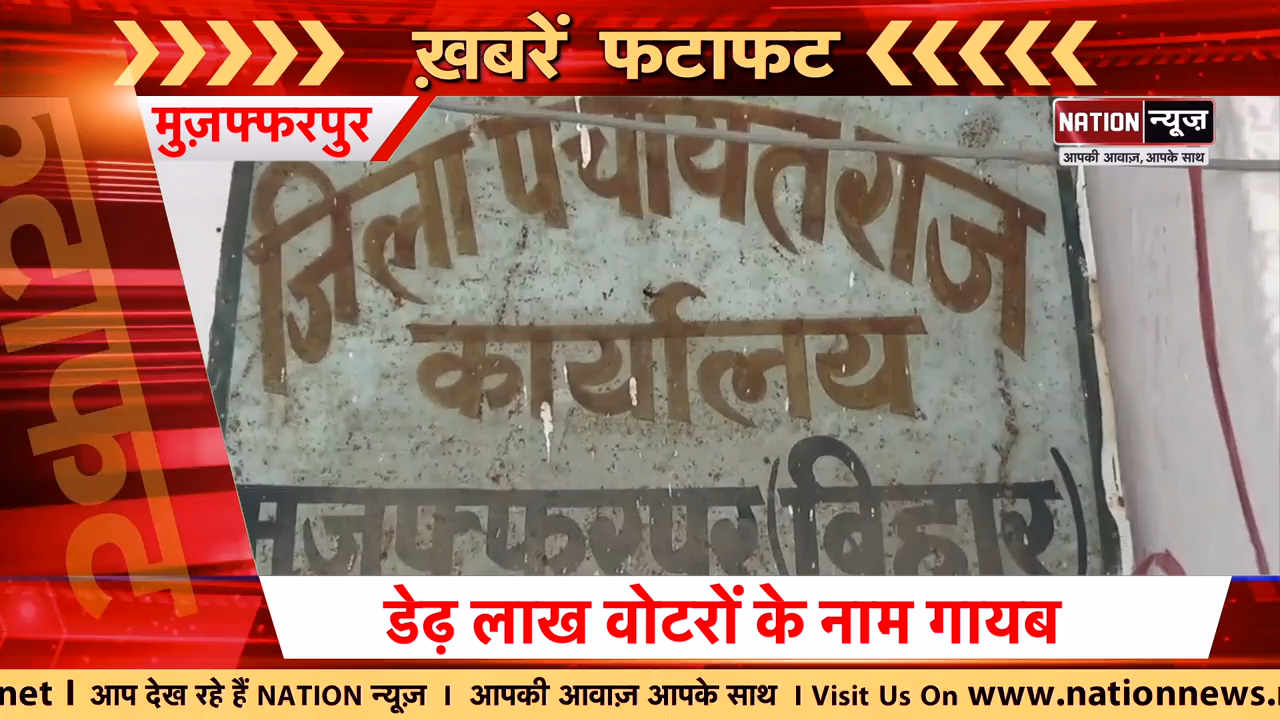 ख़बरें फटाफट
मुज़फ्फरपुर
NATION न्यूज़
आपकी आवाज़, आपके साथ
जिला पंचायत राज
कार्यालय
मुजफ्फरपुर (बिहार)
डेढ़ लाख वोटरों के नाम गायब
net I आप देख रहे हैं NATION न्यूज़ I आपकी आवाज़ आपके साथ I Visit Us On www.nationnews.